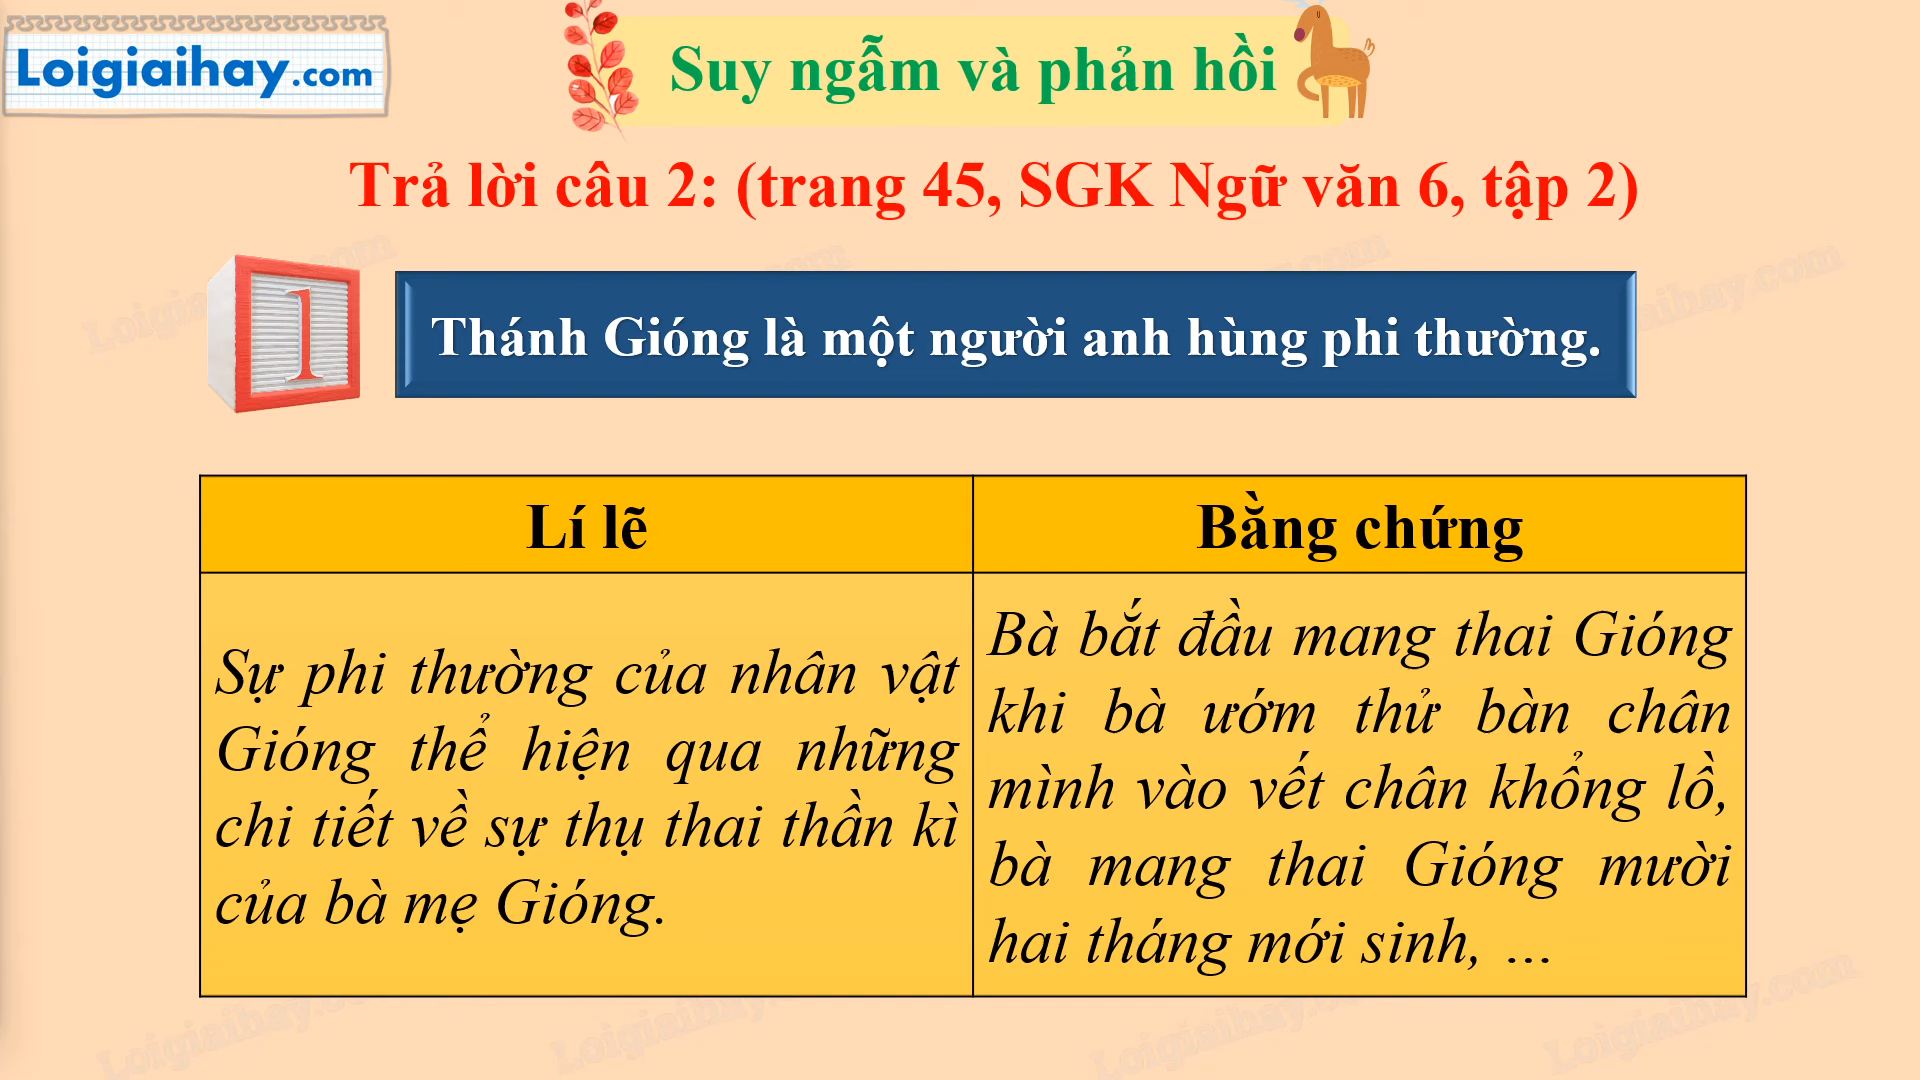 Loigiaihay.com
Suy ngẫm và phản hồi
Trả lời câu 2: (trang 45, SGK Ngữ văn 6, tập 2)
1
Thánh Gióng là một người anh hùng phi thường.
Lí lẽ
Bằng chứng
Sự phi thường của nhân vật
Gióng thể hiện qua những
chi tiết về sự thụ thai thần kì
của bà mẹ Gióng.
Bà bắt đầu mang thai Gióng
khi bà ướm thử bàn chân
mình vào vết chân khổng lồ,
bà mang thai Gióng mười
hai tháng mới sinh, ...